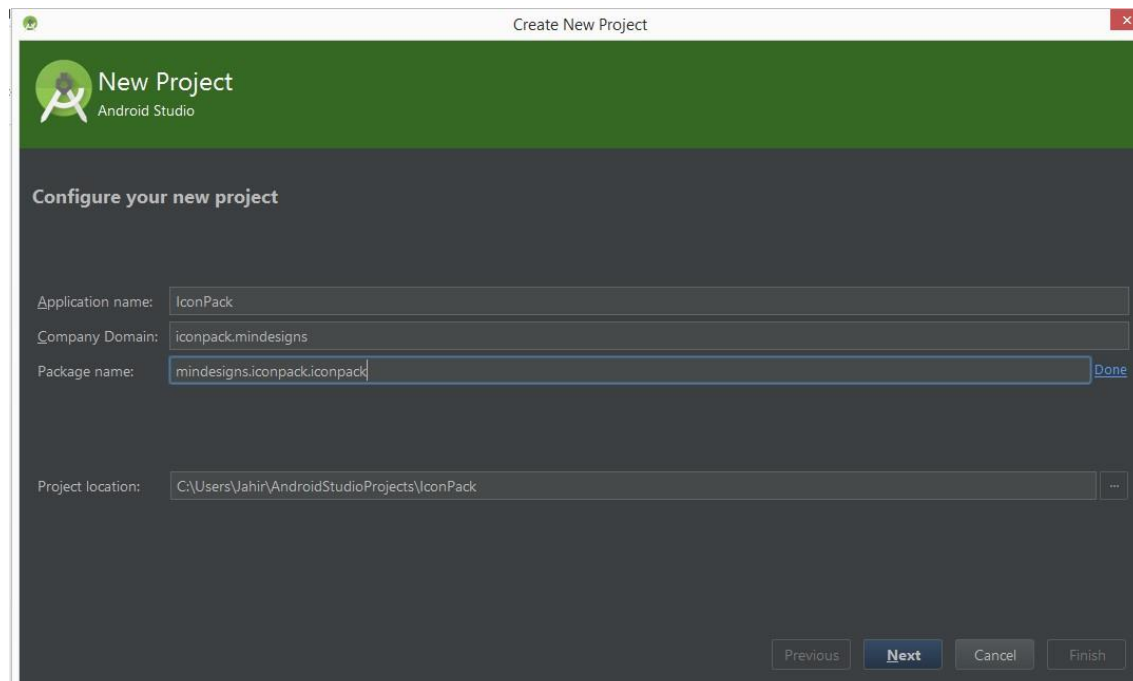 Create New Project
New Project
Android Studio
Configure your new project
Application name: IconPack
Company Domain: iconpack.mindesigns
Package name: mindesigns.iconpack.iconpack Done
Project location: C:\Users\Jahir\AndroidStudioProjects\IconPack ...
Previous Next Cancel Finish